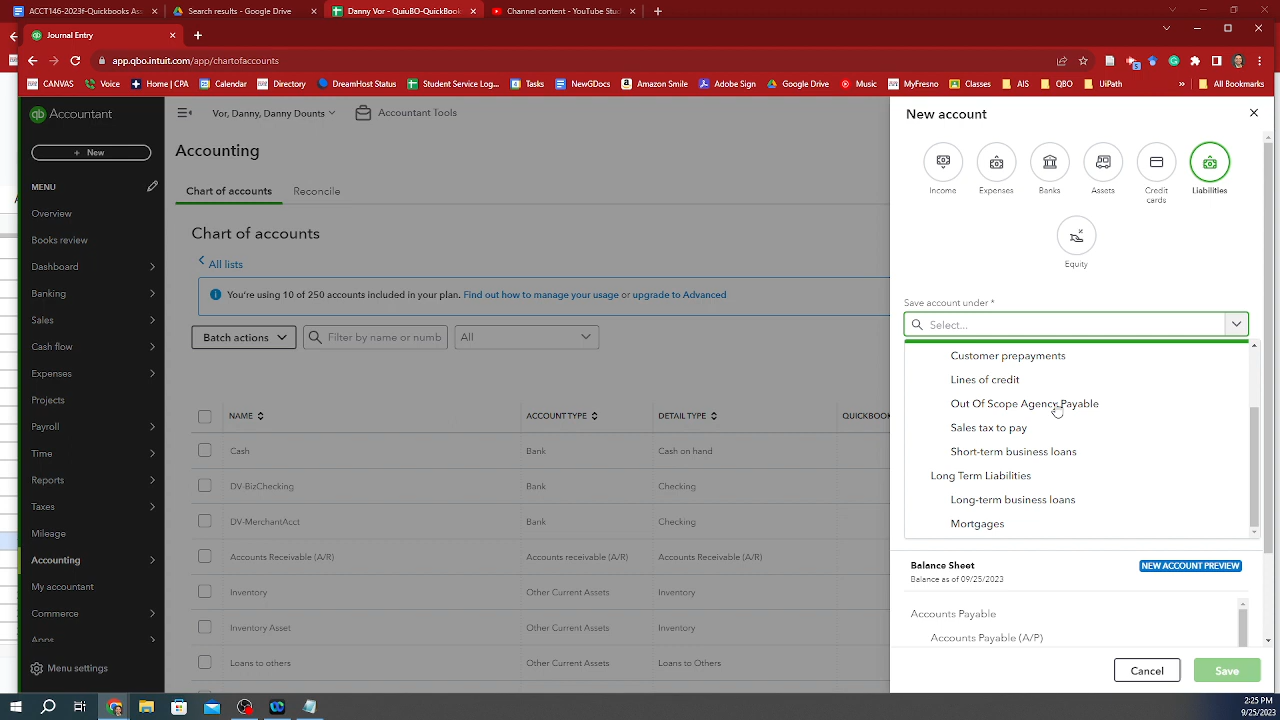 ACCT146-2023F-QuickBooks Ass
Search results - Google Drive
Danny Vor - QuiuBO-QuickBook
Channel content - YouTube Stud
Journal Entry
app.qbo.intuit.com/app/chartofaccounts
CANVAS
Voice
Home | CPA
Calendar
Directory
DreamHost Status
Student Service Log...
Tasks
NewGDocs
Amazon Smile
Adobe Sign
Google Drive
Music
MyFresno
Classes
AIS
QBO
UiPath
»
All Bookmarks
qb Accountant
+ New
MENU
Overview
Books review
Dashboard
Banking
Sales
Cash flow
Expenses
Projects
Payroll
Time
Reports
Taxes
Mileage
Accounting
My accountant
Commerce
Apps
Menu settings
Vor, Danny, Danny Dounts
Accountant Tools
Accounting
Chart of accounts
Reconcile
Chart of accounts
All lists
You're using 10 of 250 accounts included in your plan. Find out how to manage your usage or upgrade to Advanced
Batch actions
Filter by name or numb
All
NAME
ACCOUNT TYPE
DETAIL TYPE
QUICKBOOK
Cash
Bank
Cash on hand
DV-BizChecking
Bank
Checking
DV-MerchantAcct
Bank
Checking
Accounts Receivable (A/R)
Accounts receivable (A/R)
Accounts Receivable (A/R)
Inventory
Other Current Assets
Inventory
Inventory Asset
Other Current Assets
Inventory
Loans to others
Other Current Assets
Loans to Others
New account
Income
Expenses
Banks
Assets
Credit
cards
Liabilities
Equity
Save account under *
Select...
Customer prepayments
Lines of credit
Out Of Scope Agency Payable
Sales tax to pay
Short-term business loans
Long Term Liabilities
Long-term business loans
Mortgages
Balance Sheet
NEW ACCOUNT PREVIEW
Balance as of 09/25/2023
Accounts Payable
Accounts Payable (A/P)
Cancel
Save
2:25 PM
9/25/2023